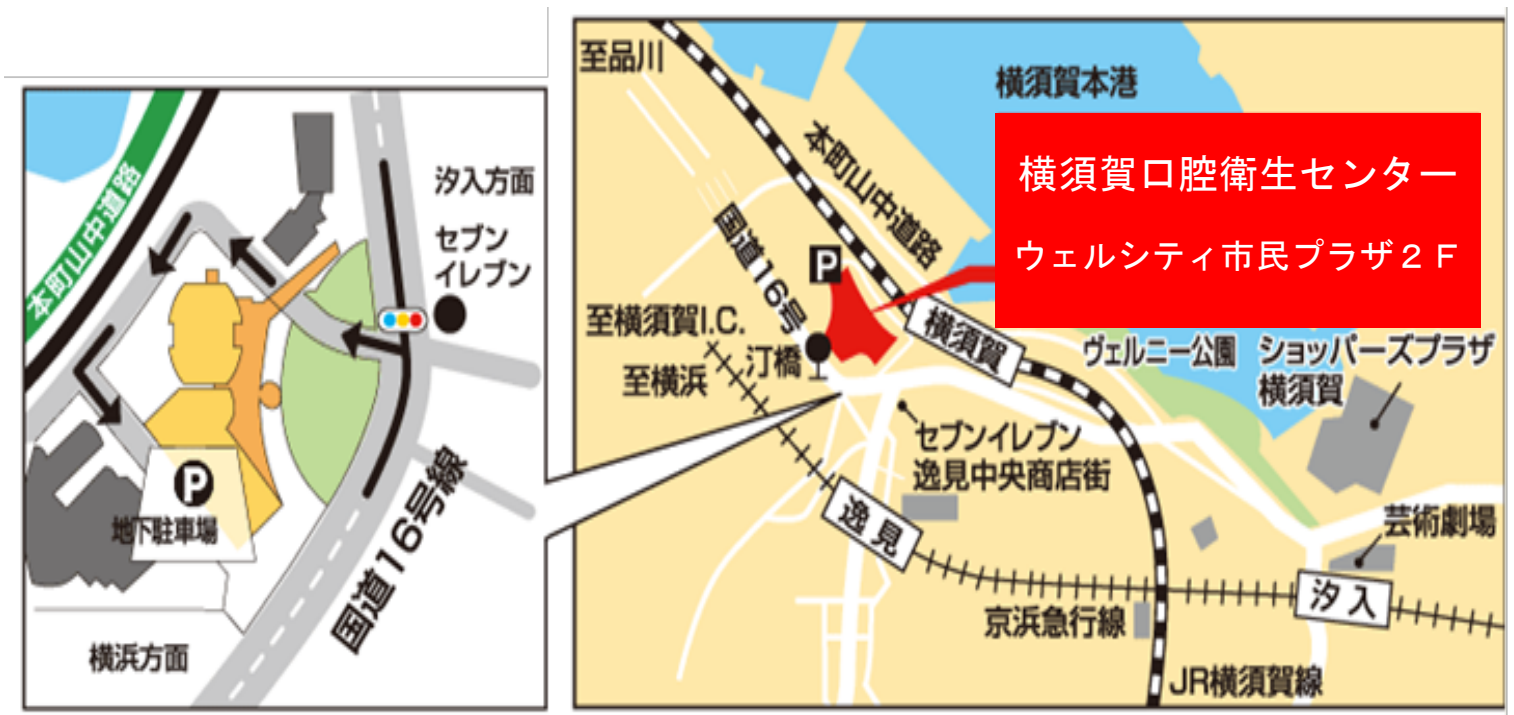 本町山中道路
汐入方面
セブン
イレブン
P
地下駐車場
国道16号線
横浜方面
至品川
横須賀本港
本町山中道路
横須賀口腔衛生センター
ウェルシティ市民プラザ２Ｆ
国道16号
P
至横須賀I.C.
汀橋
至横浜
横須賀
ヴェルニー公園
ショッパーズプラザ
横須賀
セブンイレブン
逸見中央商店街
逸見
芸術劇場
汐入
京浜急行線
JR横須賀線